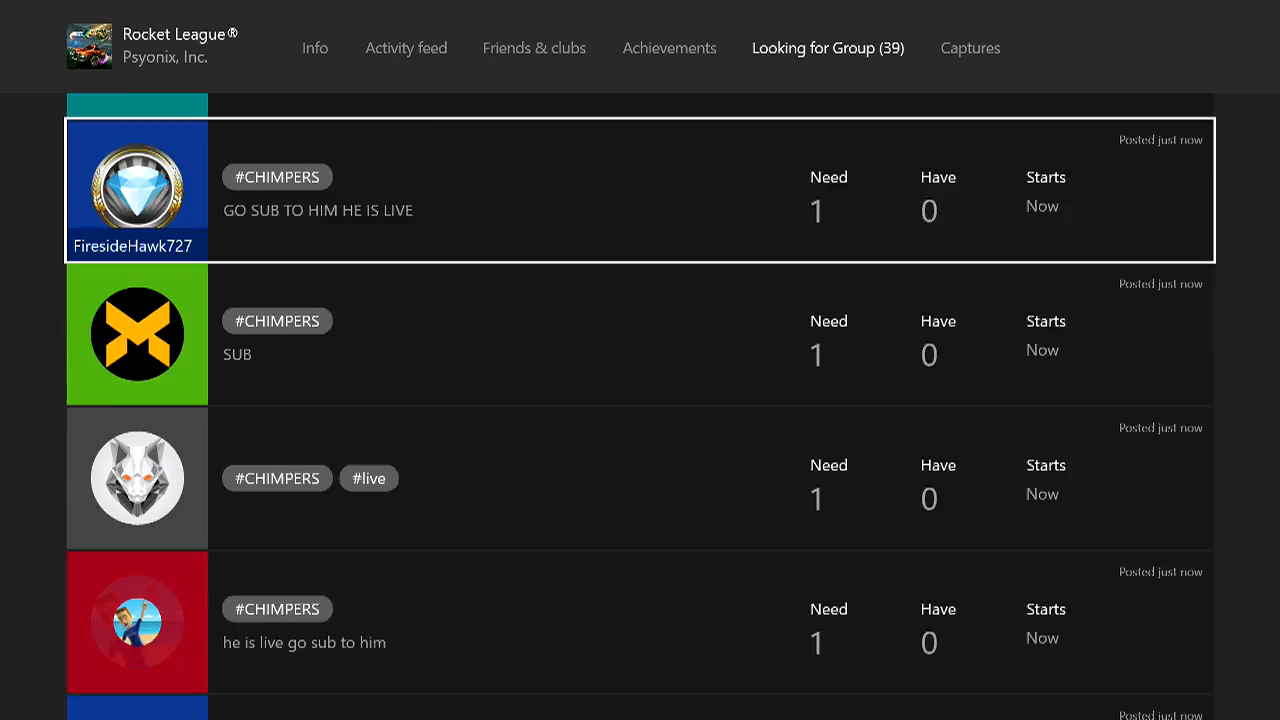 Rocket League®
Psyonix, Inc.
Info
Activity feed
Friends & clubs
Achievements
Looking for Group (39)
Captures
Posted just now
#CHIMPERS
GO SUB TO HIM HE IS LIVE
Need
1
Have
0
Starts
Now
FiresideHawk727
Posted just now
#CHIMPERS
SUB
Need
1
Have
0
Starts
Now
Posted just now
#CHIMPERS #live
Need
1
Have
0
Starts
Now
Posted just now
#CHIMPERS
he is live go sub to him
Need
1
Have
0
Starts
Now
Posted just now